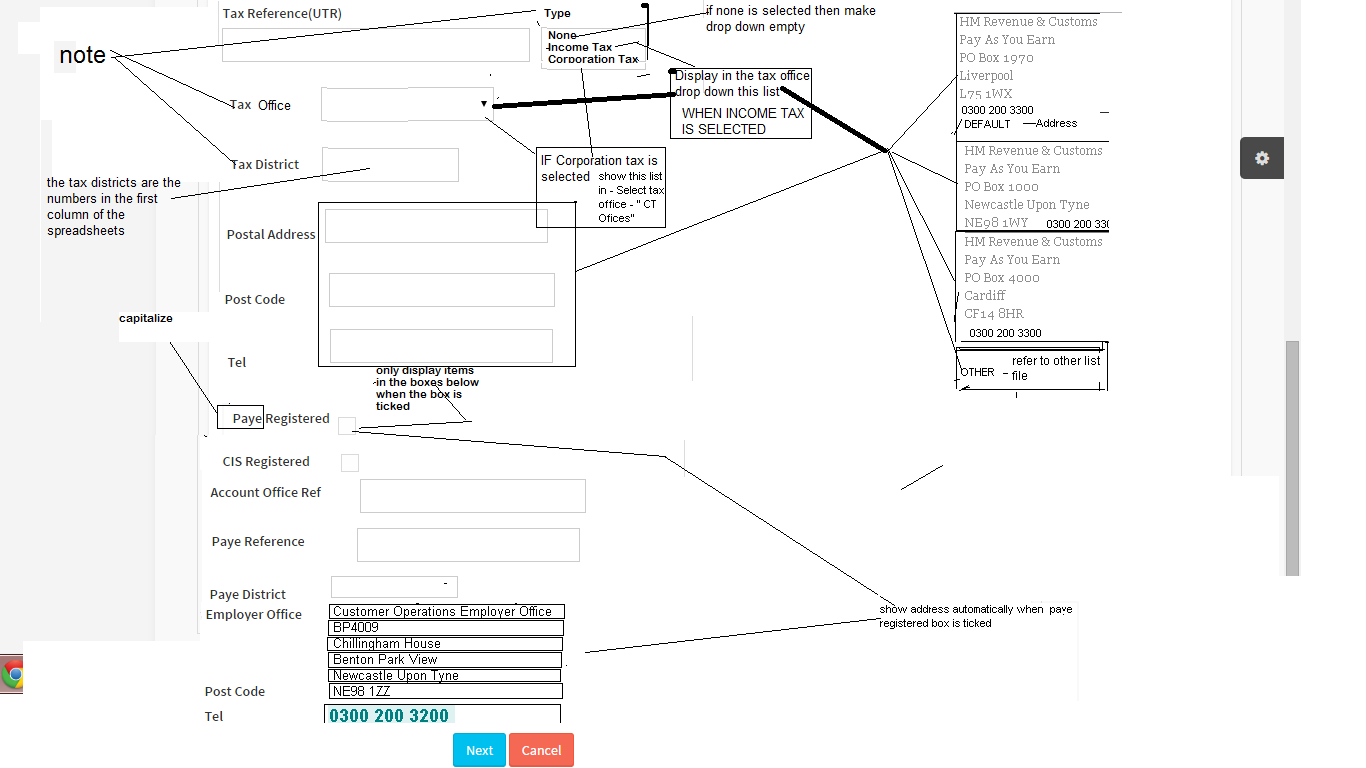 Tax Reference(UTR)
Type
None
Income Tax
Corporation Tax
if none is selected then make
drop down empty
note
Tax Office
Display in the tax office
drop down this list
WHEN INCOME TAX
IS SELECTED
HM Revenue & Customs
Pay As You Earn
PO Box 1970
Liverpool
L75 1WX
0300 200 3300
DEFAULT
Address
HM Revenue & Customs
Pay As You Earn
PO Box 1000
Newcastle Upon Tyne
NE98 1WY 0300 200 330
HM Revenue & Customs
Pay As You Earn
PO Box 4000
Cardiff
CF14 8HR
0300 200 3300
OTHER - refer to other list
file
Tax District
IF Corporation tax is
selected show this list
in - Select tax
office - " CT
Ofices"
the tax districts are the
numbers in the first
column of the
spreadsheets
Postal Address
Post Code
capitalize
Tel
only display items
in the boxes below
when the box is
ticked
Paye Registered
CIS Registered
Account Office Ref
Paye Reference
Paye District
Employer Office
Customer Operations Employer Office
BP4009
Chillingham House
Benton Park View
Newcastle Upon Tyne
Post Code
NE98 1ZZ
Tel
0300 200 3200
show address automatically when paye
registered box is ticked
Next
Cancel